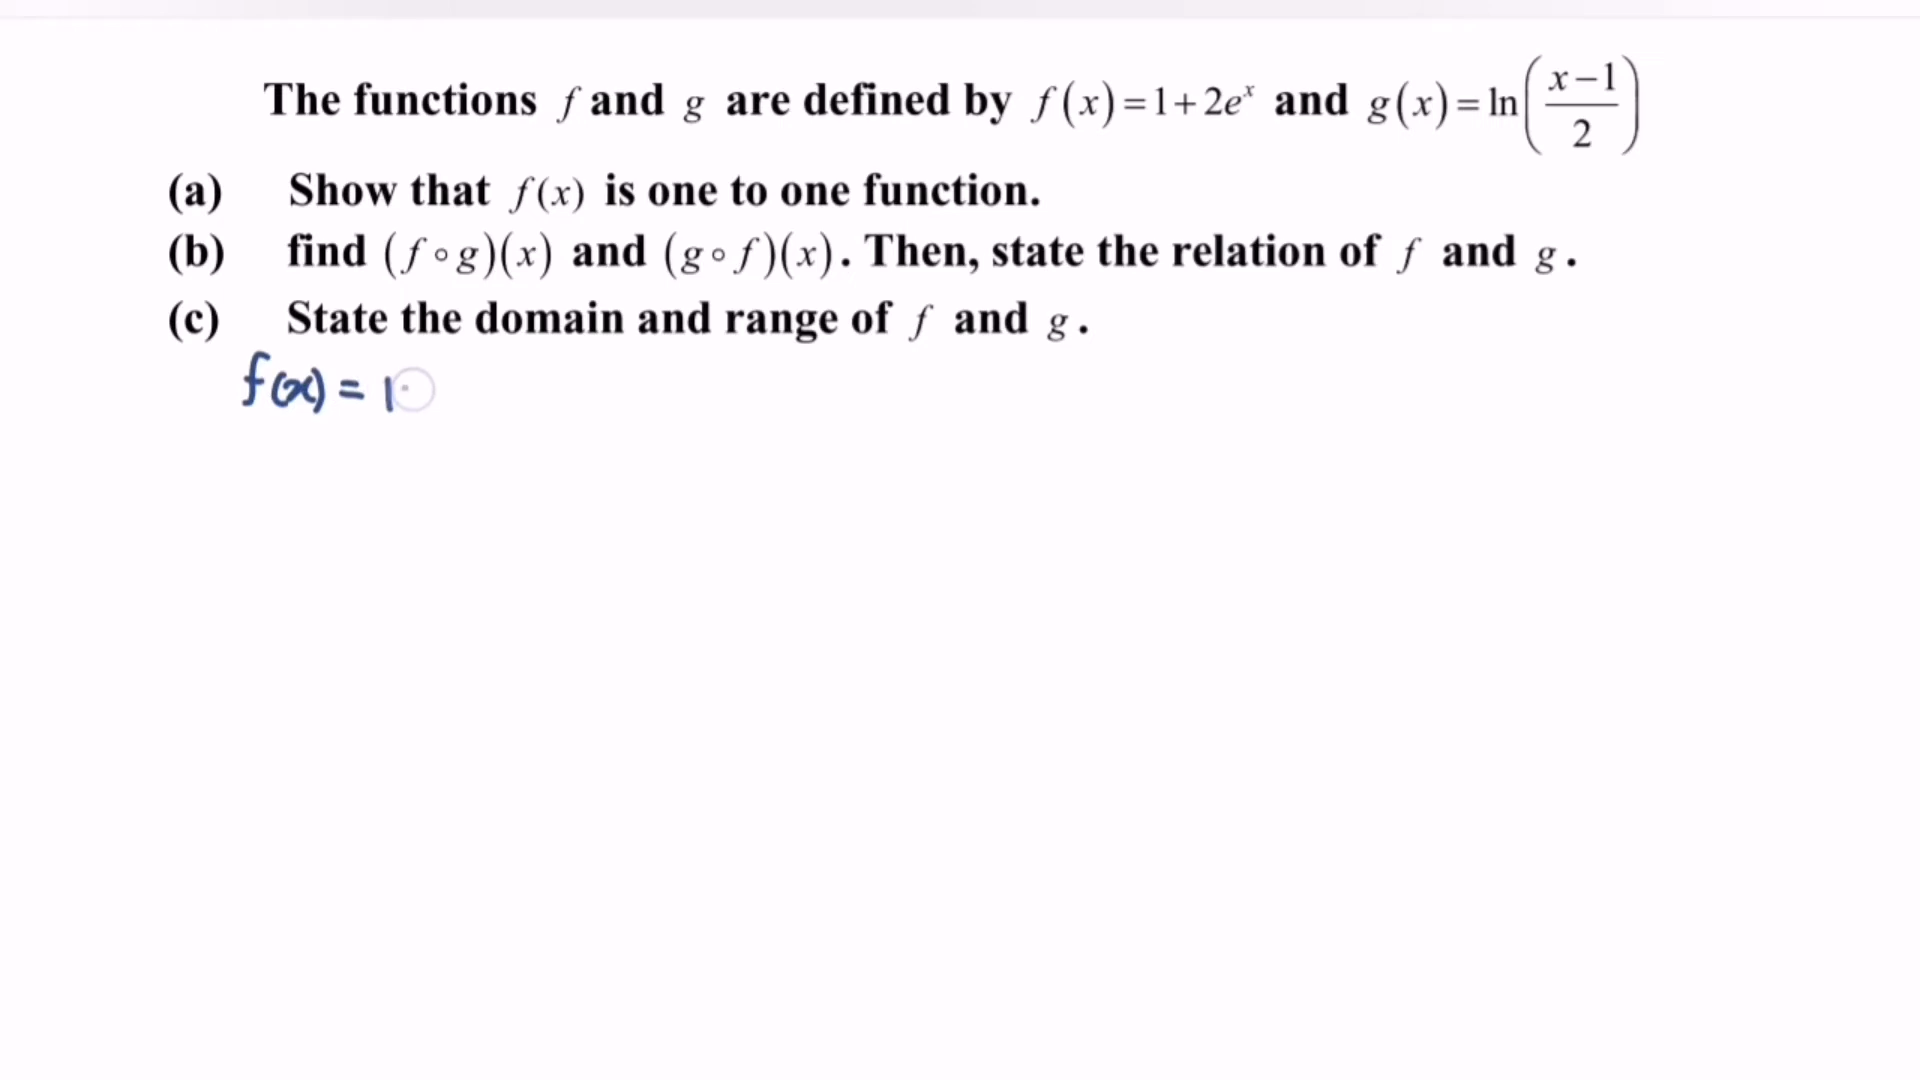 The functions f and g are defined by f(x)=1+2eˣ and g(x)=ln((x−1)/2)
(a) Show that f(x) is one to one function.
(b) find (f∘g)(x) and (g∘f)(x). Then, state the relation of f and g.
(c) State the domain and range of f and g.
f(x) = 1